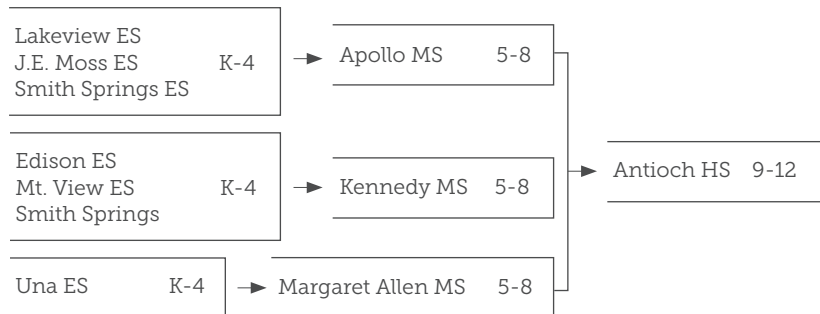 Lakeview ES
J.E. Moss ES K-4
Smith Springs ES
Apollo MS 5-8
Edison ES
Mt. View ES K-4
Smith Springs
Kennedy MS 5-8
Antioch HS 9-12
Una ES K-4
Margaret Allen MS 5-8